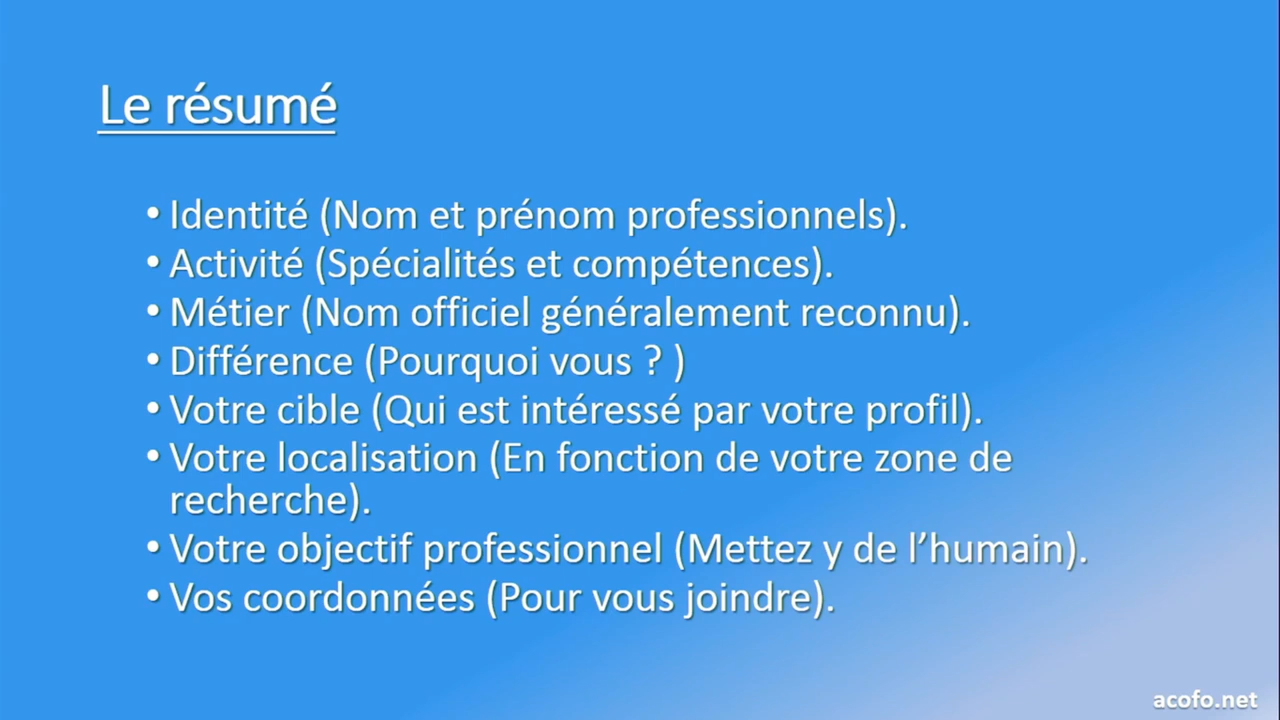 Le résumé
• Identité (Nom et prénom professionnels).
• Activité (Spécialités et compétences).
• Métier (Nom officiel généralement reconnu).
• Différence (Pourquoi vous ? )
• Votre cible (Qui est intéressé par votre profil).
• Votre localisation (En fonction de votre zone de
recherche).
• Votre objectif professionnel (Mettez y de l’humain).
• Vos coordonnées (Pour vous joindre).
acofo.net